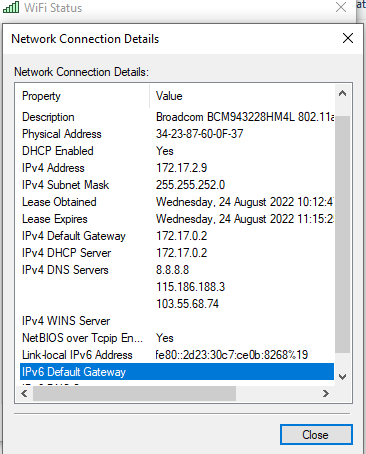 WiFi Status
Network Connection Details
Network Connection Details:
Property Value
Description Broadcom BCM943228HM4L 802.11a
Physical Address 34-23-87-60-0F-37
DHCP Enabled Yes
IPv4 Address 172.17.2.9
IPv4 Subnet Mask 255.255.252.0
Lease Obtained Wednesday, 24 August 2022 10:12:4
Lease Expires Wednesday, 24 August 2022 11:15:2
IPv4 Default Gateway 172.17.0.2
IPv4 DHCP Server 172.17.0.2
IPv4 DNS Servers 8.8.8.8
115.186.188.3
103.55.68.74
IPv4 WINS Server
NetBIOS over Tcpip En... Yes
Link-local IPv6 Address fe80::2d23:30c7:ce0b:8268%19
IPv6 Default Gateway
Close